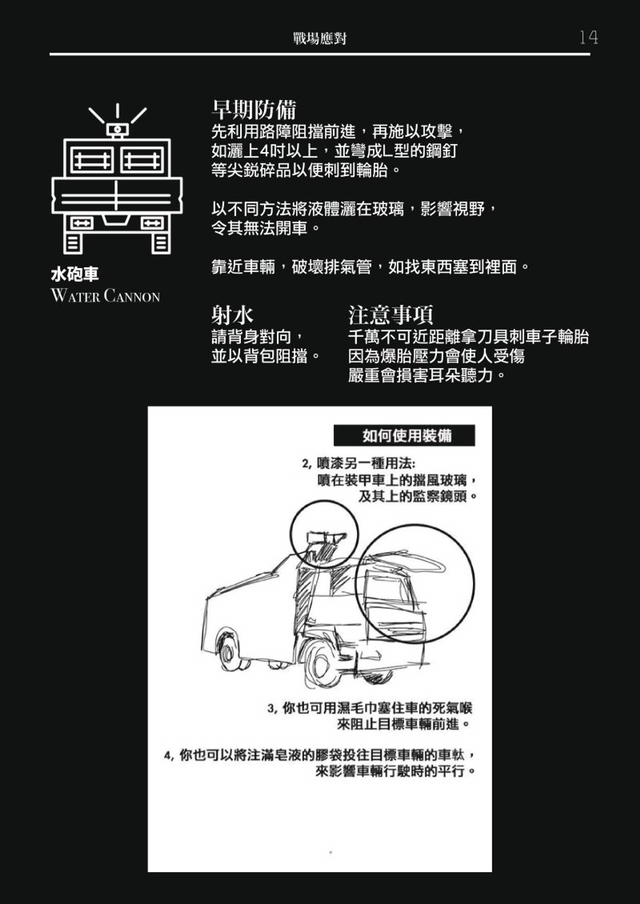 戰場應對
14
早期防備
先利用路障阻擋前進，再施以攻擊，
如灑上4吋以上，並彎成L型的鋼釘
等尖銳碎品以便刺到輪胎。
以不同方法將液體灑在玻璃，影響視野，
令其無法開車。
靠近車輛，破壞排氣管，如找東西塞到裡面。
水砲車
WATER CANNON
射水
請背身對向，
並以背包阻擋。
注意事項
千萬不可近距離拿刀具刺車子輪胎
因為爆胎壓力會使人受傷
嚴重會損害耳朵聽力。
如何使用裝備
2, 噴漆另一種用法:
噴在裝甲車上的擋風玻璃，
及其上的監察鏡頭。
3, 你也可用濕毛巾塞住車的死氣喉
來阻止目標車輛前進。
4, 你也可以將注滿皂液的膠袋投往目標車輛的車軚，
來影響車輛行駛時的平行。